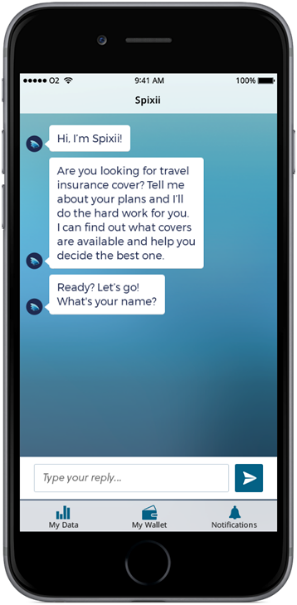 O2 9:41 AM 100%
Spixii
Hi, I'm Spixii!
Are you looking for travel
insurance cover? Tell me
about your plans and I'll
do the hard work for you.
I can find out what covers
are available and help you
decide the best one.
Ready? Let's go!
What's your name?
Type your reply...
My Data My Wallet Notifications